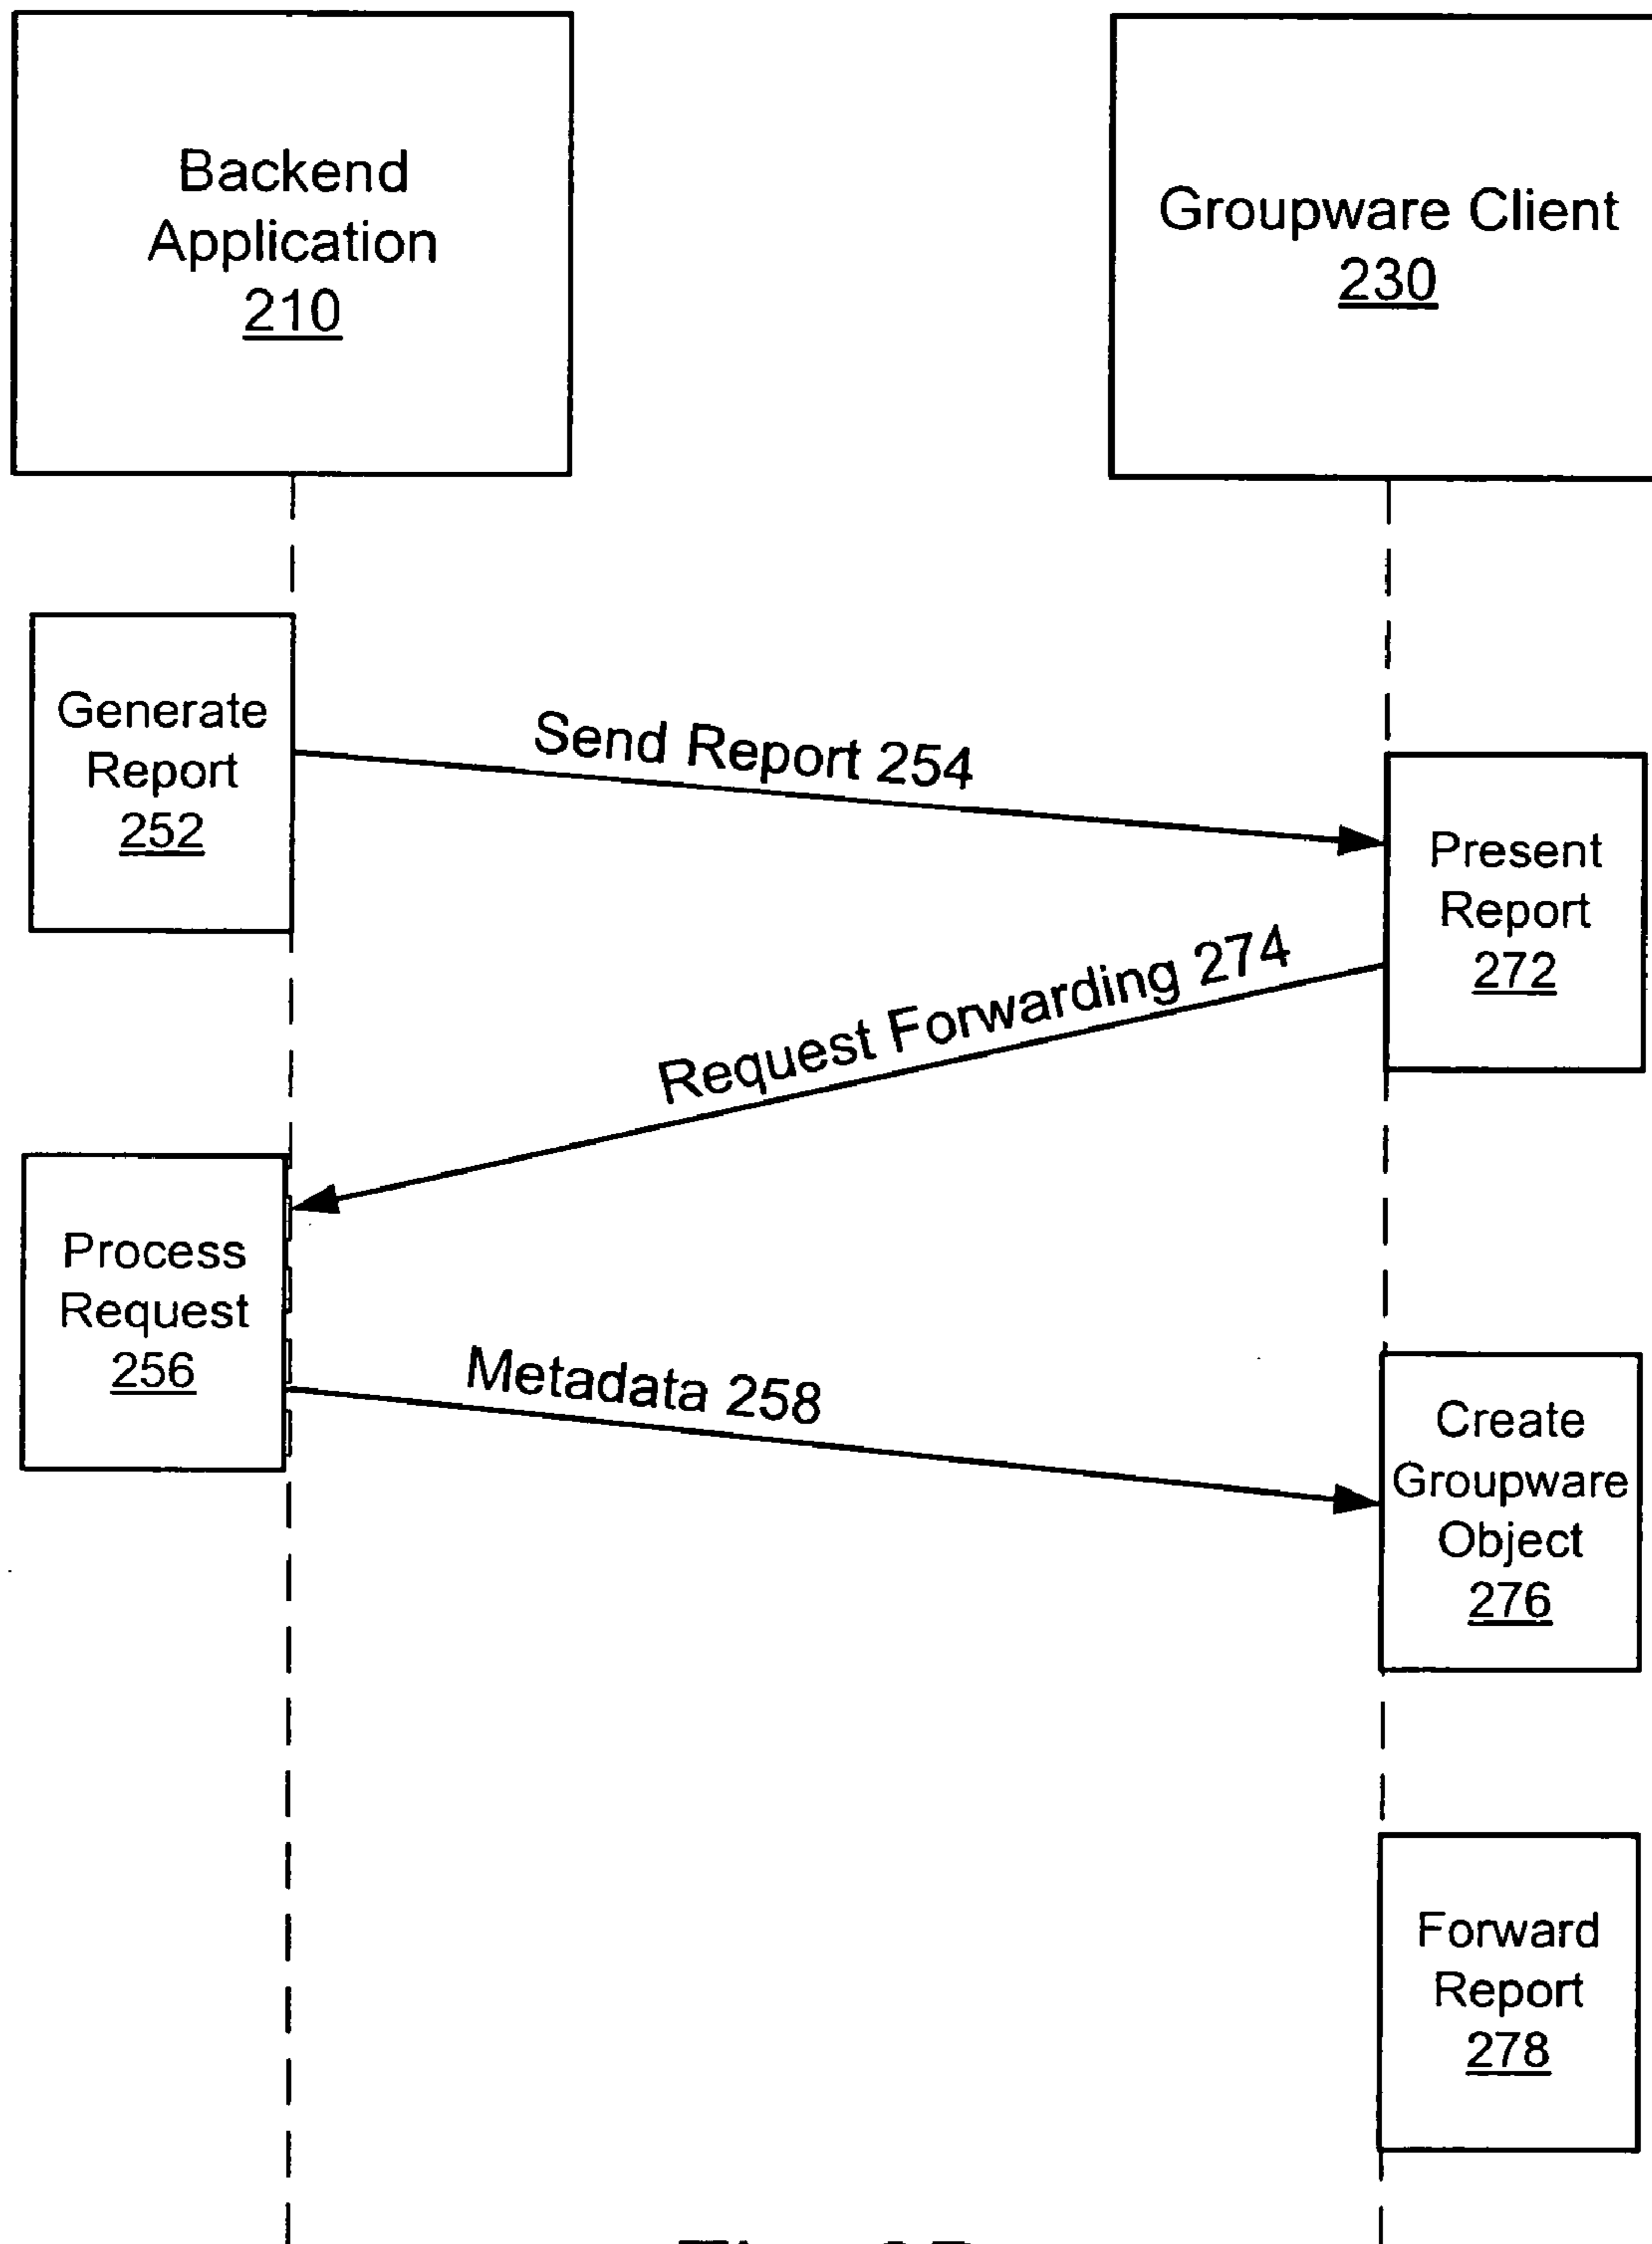 Backend
Application
210
Groupware Client
230
Generate
Report
252
Send Report 254
Present
Report
272
Request Forwarding 274
Process
Request
256
Metadata 258
Create
Groupware
Object
276
Forward
Report
278